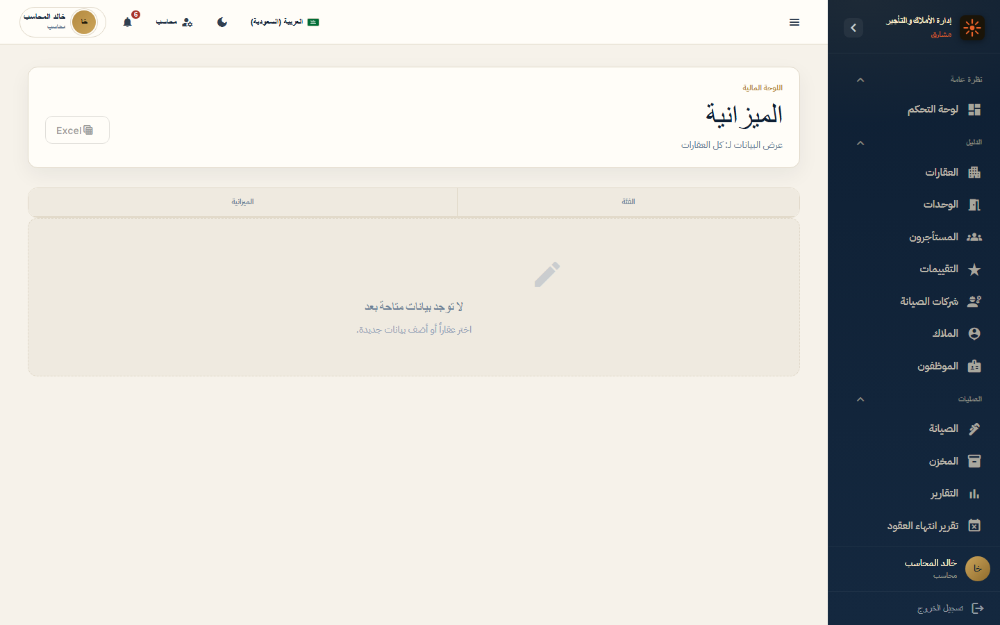 إدارة الأملاك والتأجير
مشارق
نظرة عامة
لوحة التحكم
الدليل
العقارات
الوحدات
المستأجرون
التقييمات
شركات الصيانة
الملاك
الموظفون
العمليات
الصيانة
المخزن
التقارير
تقرير انتهاء العقود
خا
خالد المحاسب
محاسب
تسجيل الخروج
العربية (السعودية)
محاسب
6
خا
خالد المحاسب
محاسب
اللوحة المالية
الميزانية
عرض البيانات لـ: كل العقارات
Excel
الفئة
الميزانية
لا توجد بيانات متاحة بعد
اختر عقاراً أو أضف بيانات جديدة.